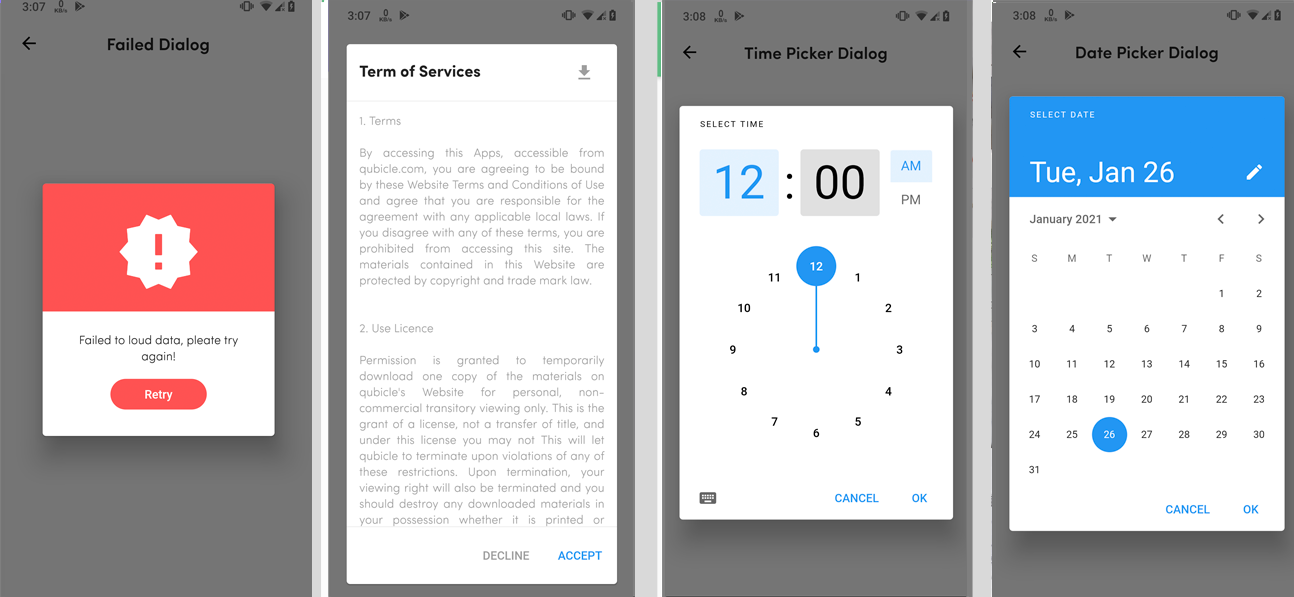 3:07 0 KB/s
Failed Dialog
Failed to loud data, pleate try
again!
Retry
3:07 0 KB/s
Term of Services
1. Terms
By accessing this Apps, accessible from
qubicle.com, you are agreeing to be bound
by these Website Terms and Conditions of Use
and agree that you are responsible for the
agreement with any applicable local laws. If
you disagree with any of these terms, you are
prohibited from accessing this site. The
materials contained in this Website are
protected by copyright and trade mark law.
2. Use Licence
Permission is granted to temporarily
download one copy of the materials on
qubicle's Website for personal, non-
commercial transitory viewing only. This is the
grant of a license, not a transfer of title, and
under this license you may not This will let
qubicle to terminate upon violations of any of
these restrictions. Upon termination, your
viewing right will also be terminated and you
should destroy any downloaded materials in
your possession whether it is printed or
DECLINE ACCEPT
3:08 0 KB/s
Time Picker Dialog
SELECT TIME
12 : 00 AM
PM
12
11 1
10 2
9 3
8 4
7 5
6
CANCEL OK
3:08 0 KB/s
Date Picker Dialog
SELECT DATE
Tue, Jan 26
January 2021
S M T W T F S
1 2
3 4 5 6 7 8 9
10 11 12 13 14 15 16
17 18 19 20 21 22 23
24 25 26 27 28 29 30
31
CANCEL OK